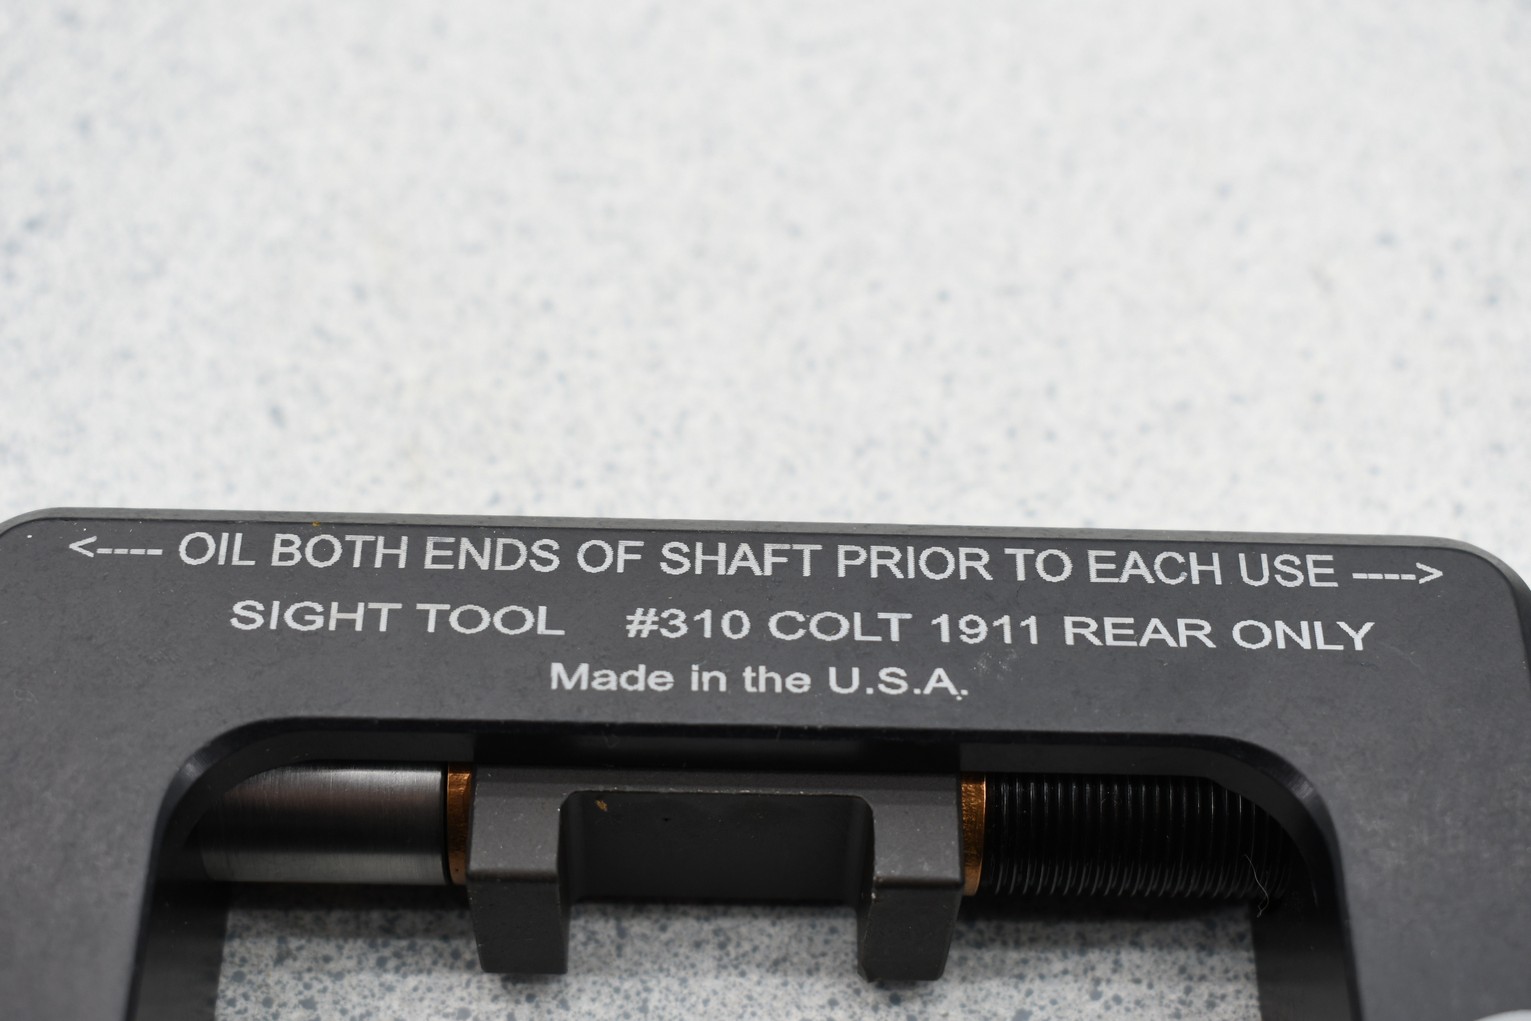 <---- OIL BOTH ENDS OF SHAFT PRIOR TO EACH USE ---->
SIGHT TOOL #310 COLT 1911 REAR ONLY
Made in the U.S.A.